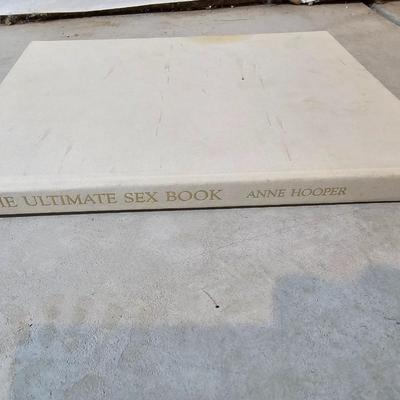 HE ULTIMATE SEX BOOK ANNE HOOPER